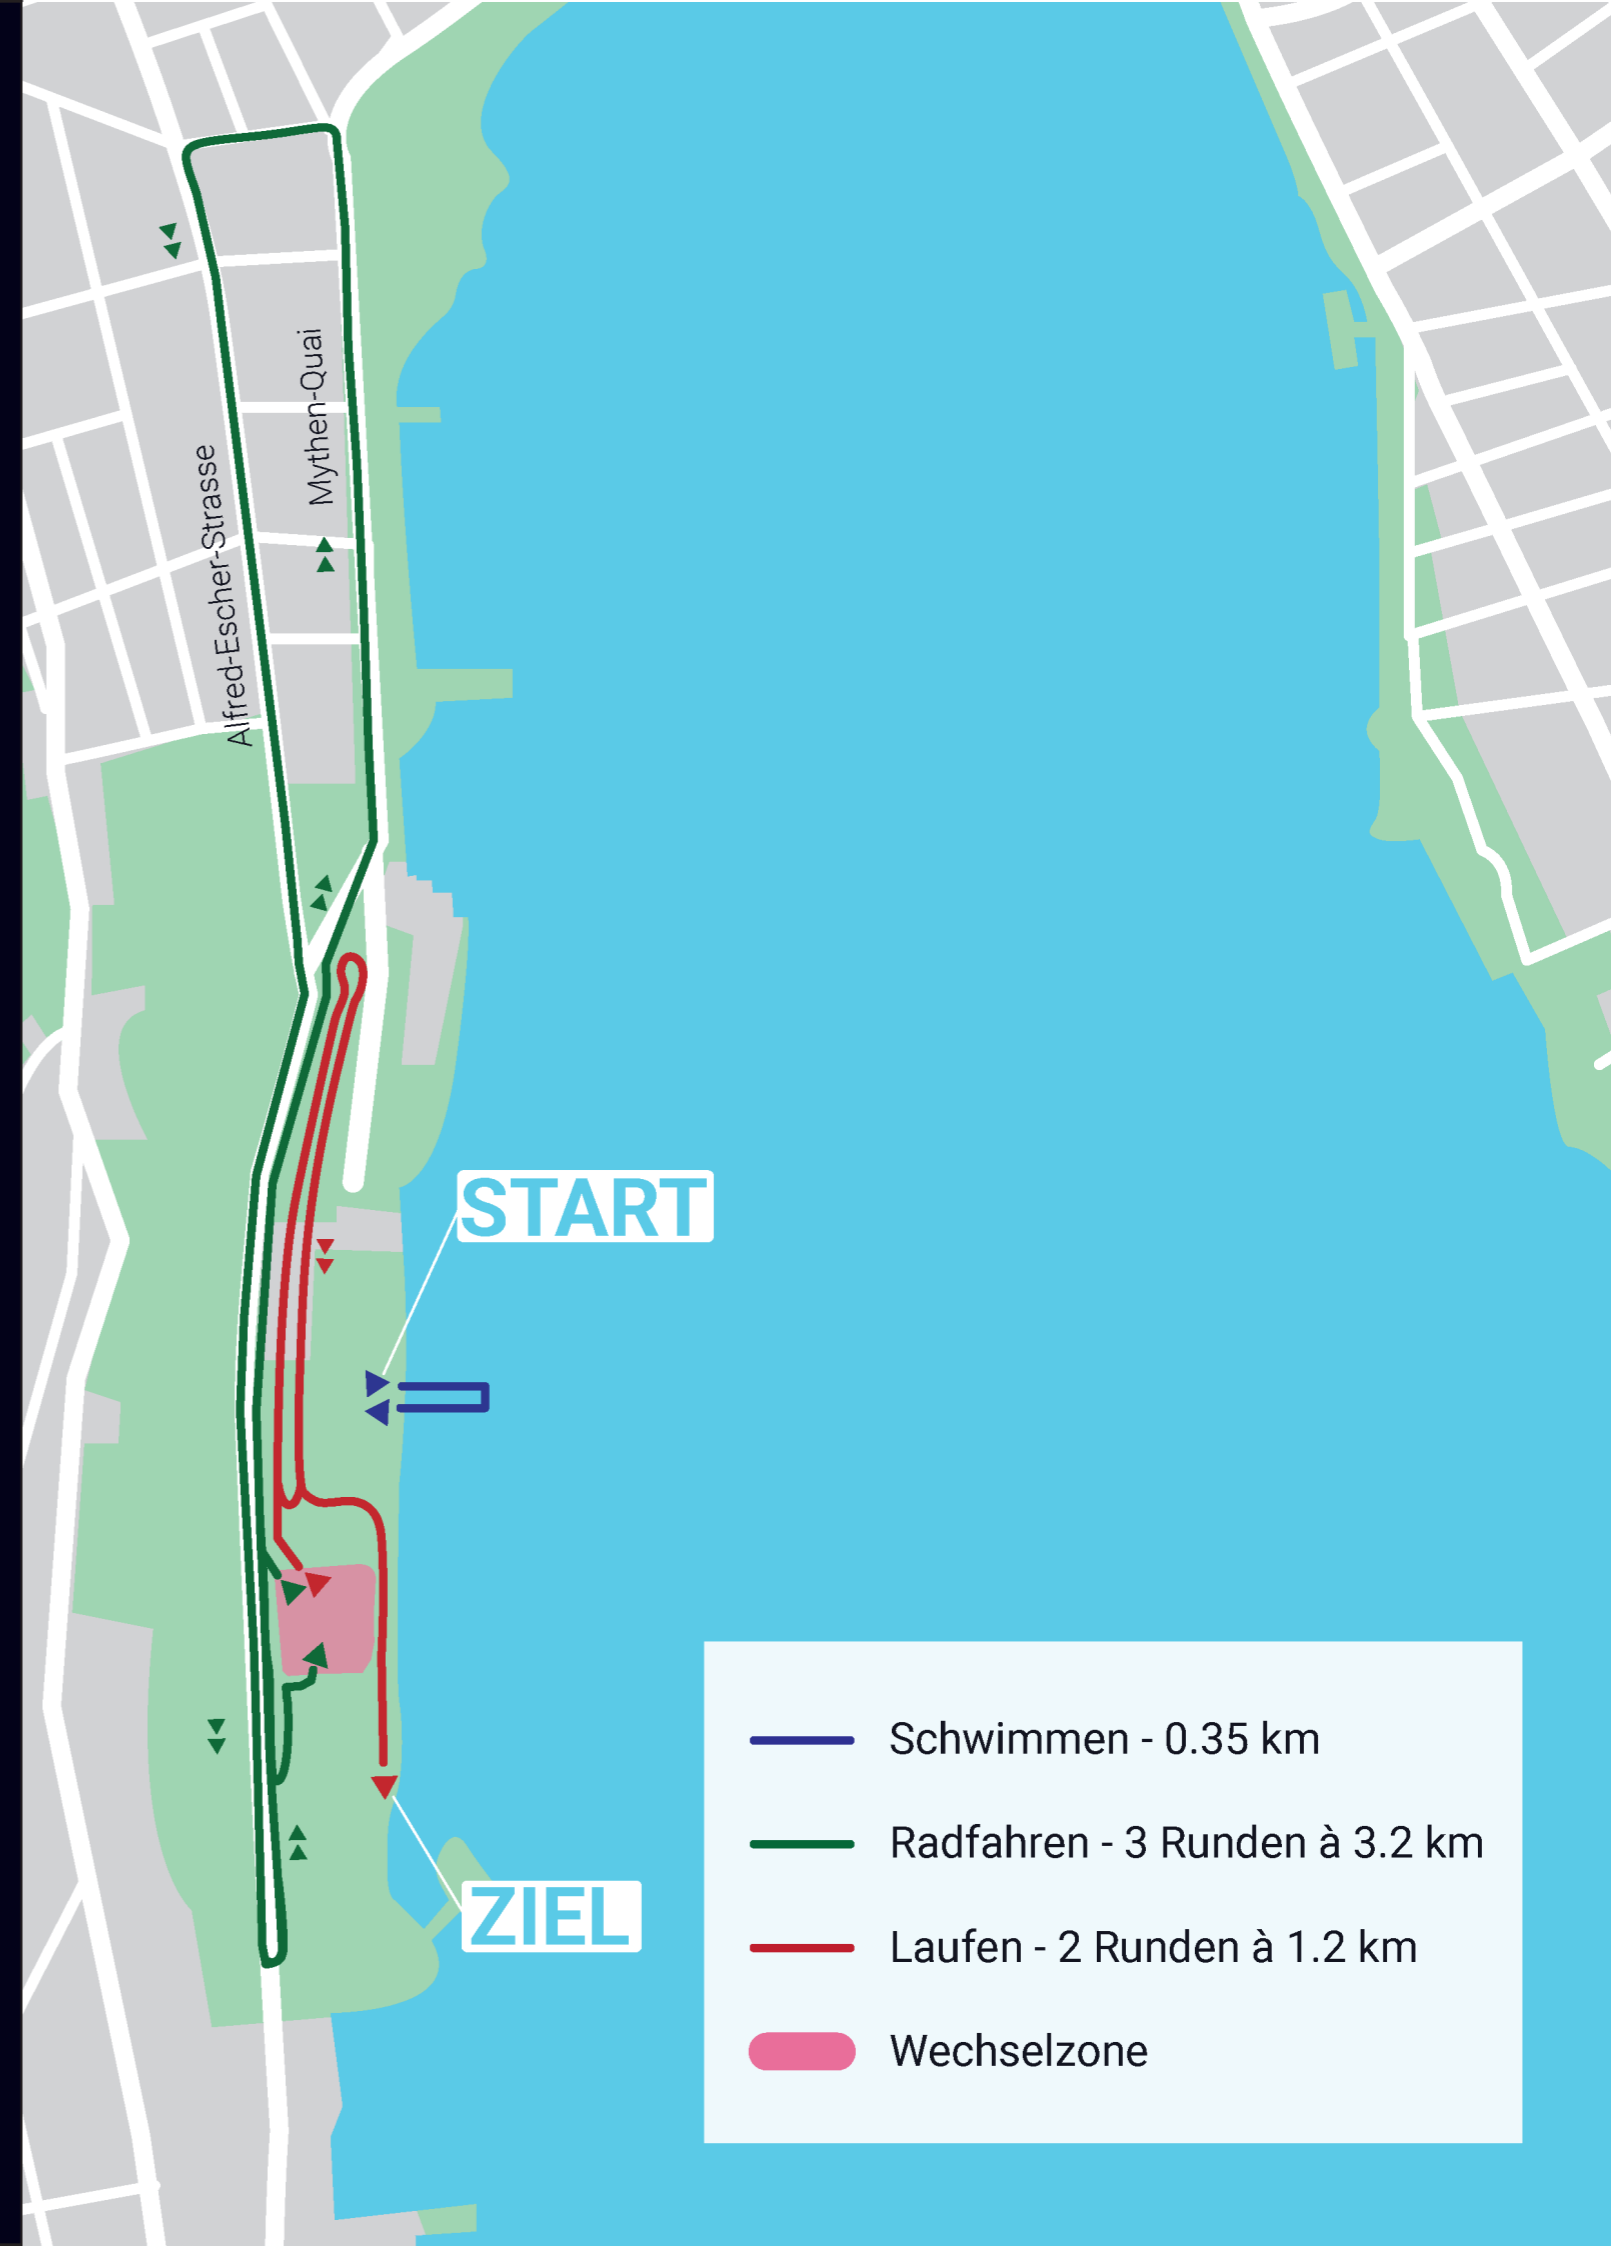 Mythen-Quai
Alfred-Escher-Strasse
START
ZIEL
Schwimmen - 0.35 km
Radfahren - 3 Runden à 3.2 km
Laufen - 2 Runden à 1.2 km
Wechselzone